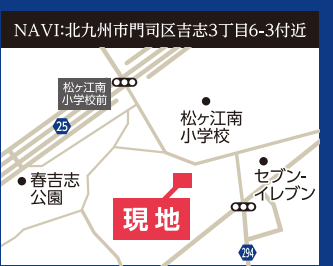 NAVI:北九州市門司区吉志3丁目6-3付近
松ヶ江南
小学校前
25
松ヶ江南
小学校
春吉志
公園
セブン-
イレブン
現地
294